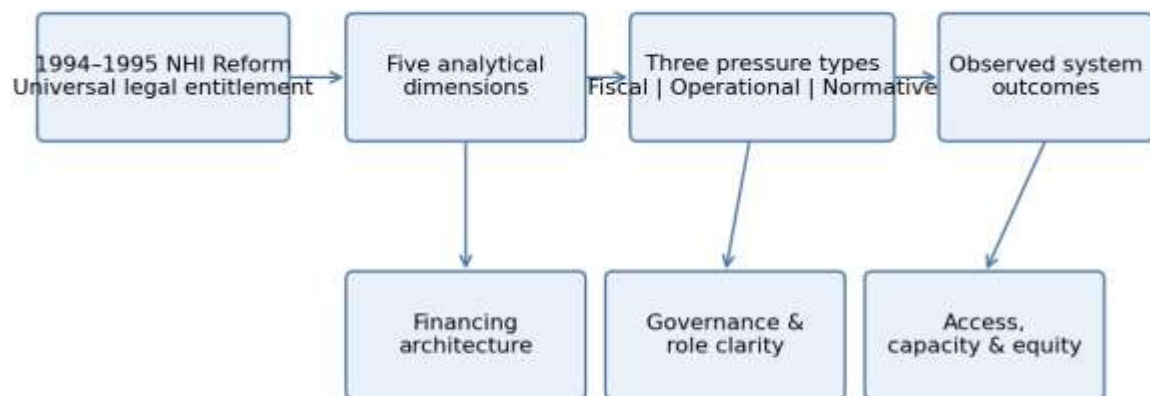 1994–1995 NHI Reform
Universal legal entitlement
Five analytical
dimensions
Three pressure types
Fiscal | Operational | Normative
Observed system
outcomes
Financing
architecture
Governance &
role clarity
Access,
capacity & equity